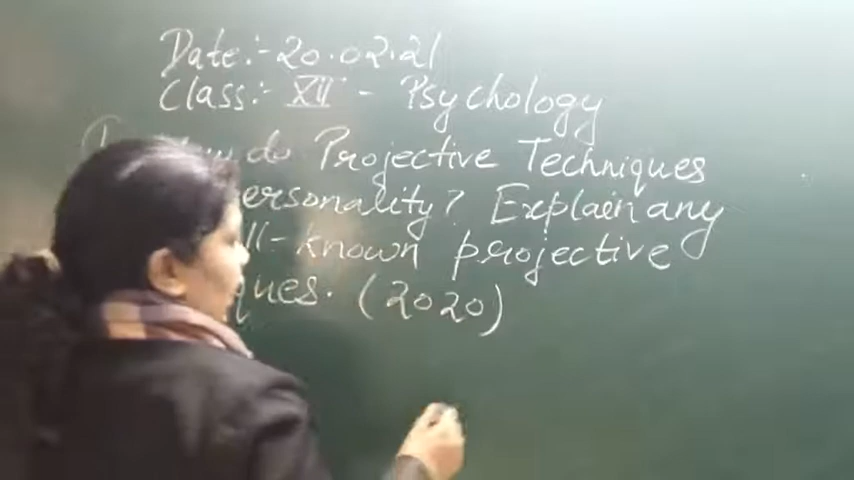 Date:- 20.02.21
Class:- XII - Psychology
do Projective Techniques
ersonality? Explain any
ll-known projective
ques. (2020)